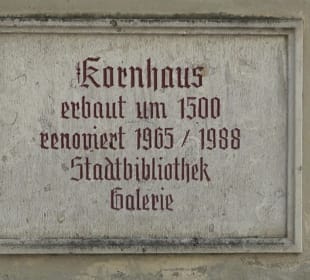 Kornhaus
erbaut um 1500
renoviert 1965 / 1988
Stadtbibliothek
Galerie